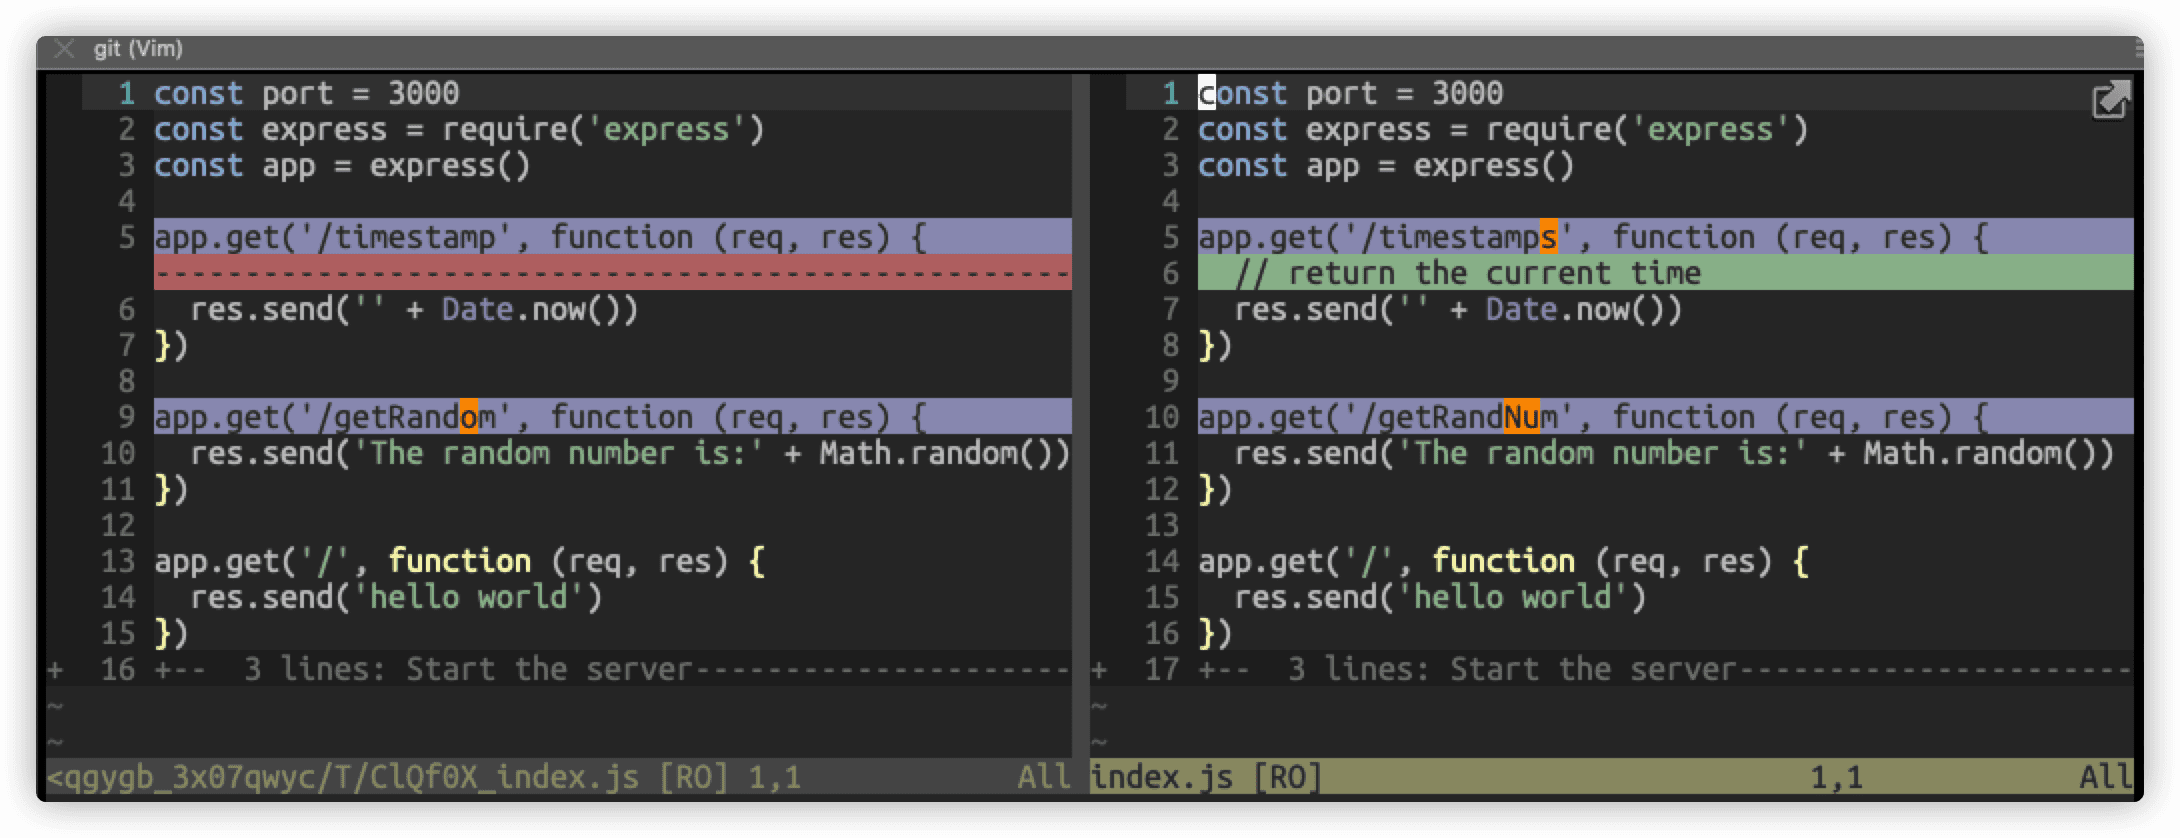 git (Vim)
1 const port = 3000
2 const express = require('express')
3 const app = express()
4
5 app.get('/timestamp', function (req, res) {
---------------------------------------------------
6   res.send('' + Date.now())
7 })
8
9 app.get('/getRandom', function (req, res) {
10   res.send('The random number is:' + Math.random())
11 })
12
13 app.get('/', function (req, res) {
14   res.send('hello world')
15 })
+ 16 +--  3 lines: Start the server---------------------
~
~
<qgygb_3x07qwyc/T/ClQf0X_index.js [RO] 1,1 All
1 const port = 3000
2 const express = require('express')
3 const app = express()
4
5 app.get('/timestamps', function (req, res) {
6   // return the current time
7   res.send('' + Date.now())
8 })
9
10 app.get('/getRandNum', function (req, res) {
11   res.send('The random number is:' + Math.random())
12 })
13
14 app.get('/', function (req, res) {
15   res.send('hello world')
16 })
+ 17 +--  3 lines: Start the server----------------------
~
~
index.js [RO] 1,1 All